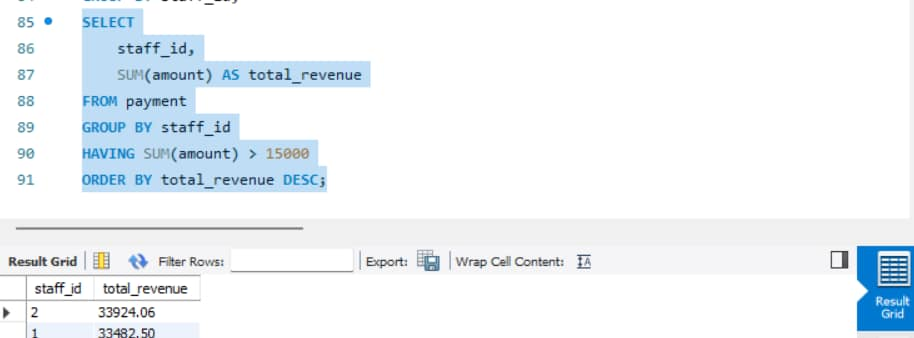 85 SELECT
86 staff_id,
87 SUM(amount) AS total_revenue
88 FROM payment
89 GROUP BY staff_id
90 HAVING SUM(amount) > 15000
91 ORDER BY total_revenue DESC;
Result Grid Filter Rows: Export: Wrap Cell Content:
staff_id total_revenue
2 33924.06
1 33482.50
Result
Grid